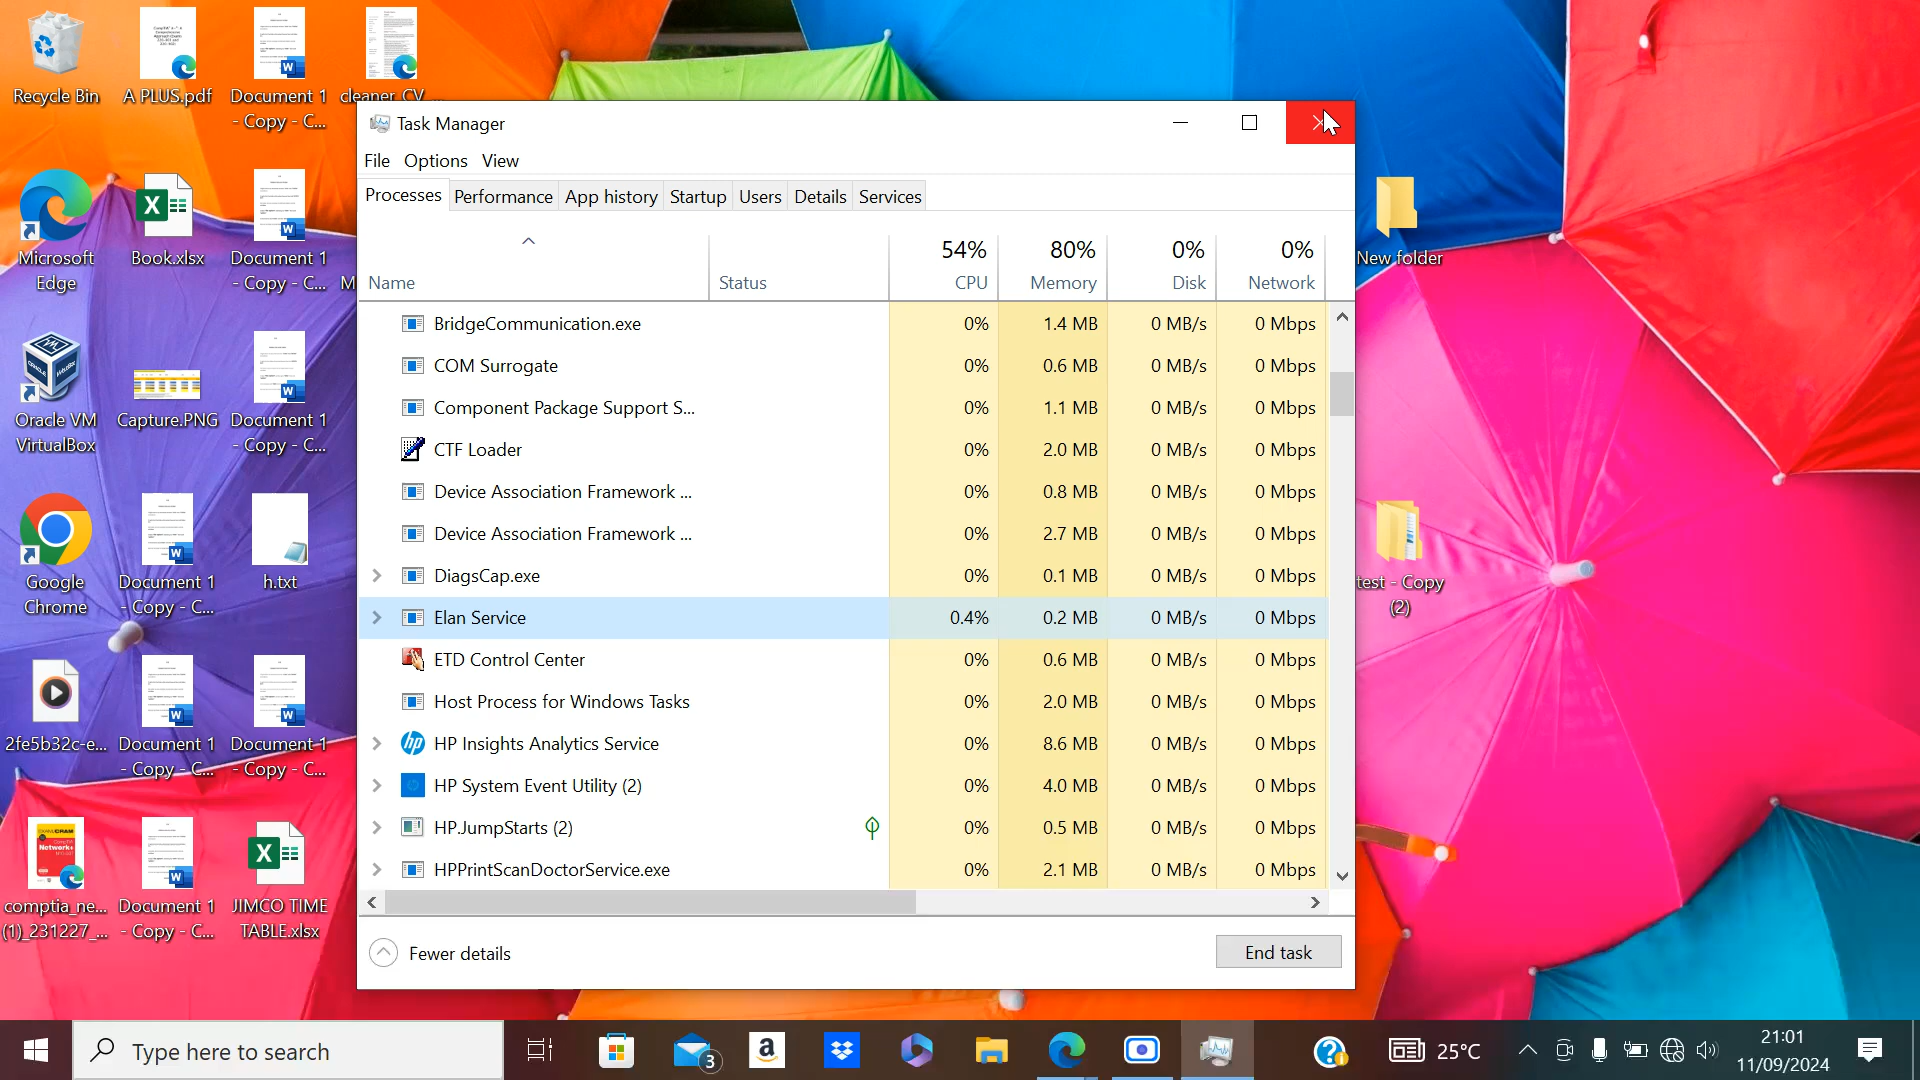 Recycle Bin
A PLUS.pdf
Document 1
- Copy - C...
cleaner_CV_...
Microsoft
Edge
Book.xlsx
Document 1
- Copy - C...
M
Oracle VM
VirtualBox
Capture.PNG
Document 1
- Copy - C...
Google
Chrome
Document 1
- Copy - C...
h.txt
2fe5b32c-e...
Document 1
- Copy - C...
Document 1
- Copy - C...
comptia_ne...
(1)_231227_...
Document 1
- Copy - C...
JIMCO TIME
TABLE.xlsx
Task Manager
File Options View
Processes Performance App history Startup Users Details Services
54% 80% 0% 0%
Name Status CPU Memory Disk Network
BridgeCommunication.exe 0% 1.4 MB 0 MB/s 0 Mbps
COM Surrogate 0% 0.6 MB 0 MB/s 0 Mbps
Component Package Support S... 0% 1.1 MB 0 MB/s 0 Mbps
CTF Loader 0% 2.0 MB 0 MB/s 0 Mbps
Device Association Framework ... 0% 0.8 MB 0 MB/s 0 Mbps
Device Association Framework ... 0% 2.7 MB 0 MB/s 0 Mbps
DiagsCap.exe 0% 0.1 MB 0 MB/s 0 Mbps
Elan Service 0.4% 0.2 MB 0 MB/s 0 Mbps
ETD Control Center 0% 0.6 MB 0 MB/s 0 Mbps
Host Process for Windows Tasks 0% 2.0 MB 0 MB/s 0 Mbps
HP Insights Analytics Service 0% 8.6 MB 0 MB/s 0 Mbps
HP System Event Utility (2) 0% 4.0 MB 0 MB/s 0 Mbps
HP.JumpStarts (2) 0% 0.5 MB 0 MB/s 0 Mbps
HPPrintScanDoctorService.exe 0% 2.1 MB 0 MB/s 0 Mbps
Fewer details
End task
New folder
test - Copy
(2)
Type here to search
3
25°C
21:01
11/09/2024